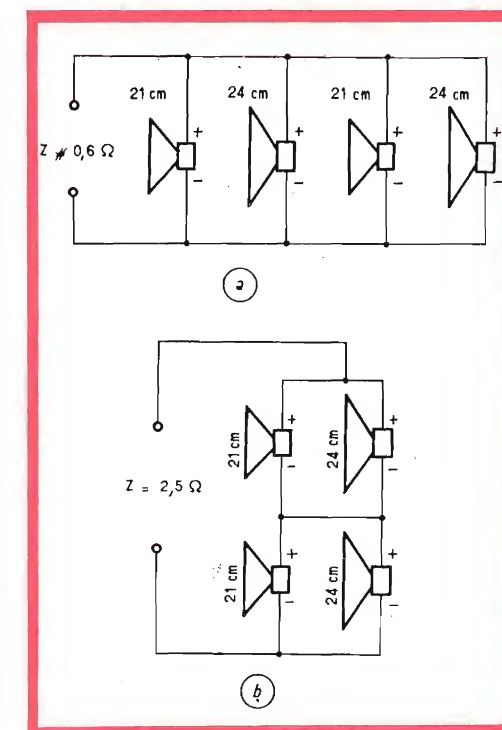 21 cm 24 cm 21 cm 24 cm
+ + + +
Z ≠ 0,6 Ω
− − − −
a
+ +
21 cm 24 cm
− −
Z = 2,5 Ω
+ +
21 cm 24 cm
− −
b